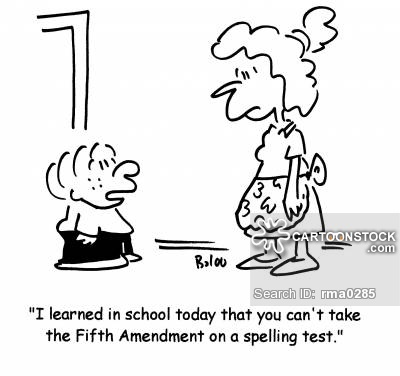 Bulou
CARTOONSTOCK
.com
Search ID: rma0285
"I learned in school today that you can't take
the Fifth Amendment on a spelling test."